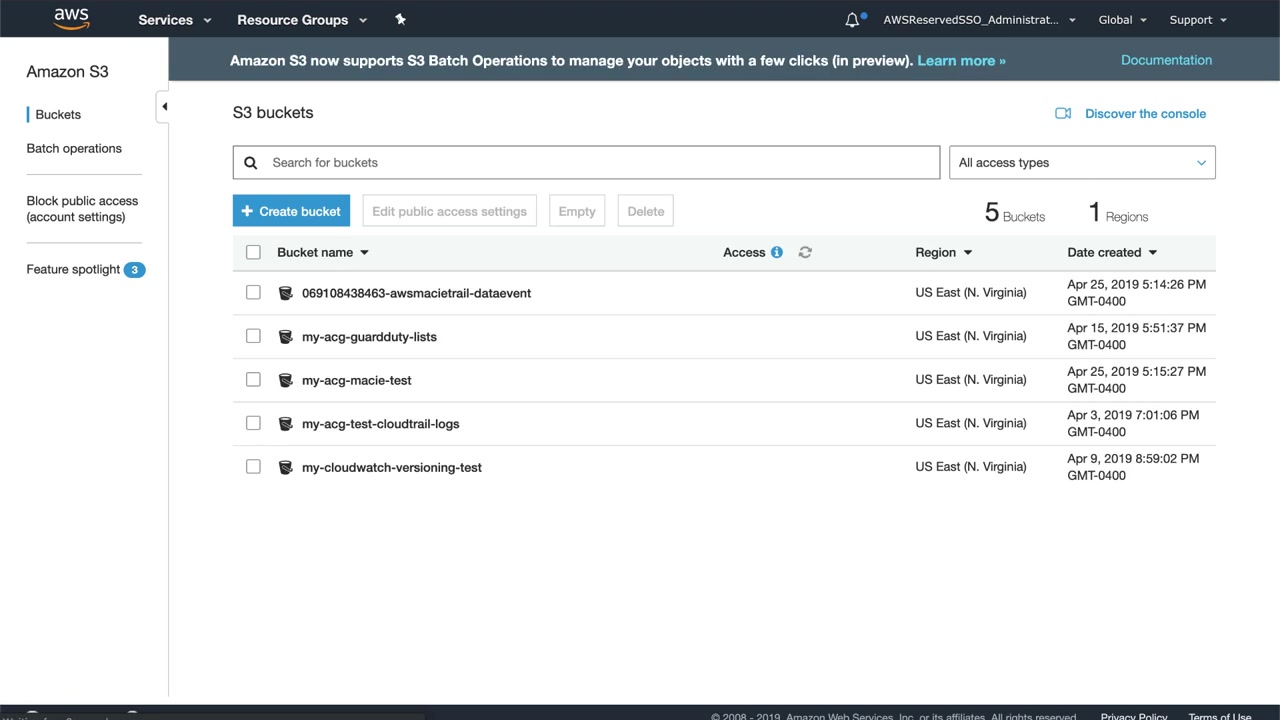 aws Services Resource Groups AWSReservedSSO_Administrat... Global Support
Amazon S3
Buckets
Batch operations
Block public access
(account settings)
Feature spotlight 3
Amazon S3 now supports S3 Batch Operations to manage your objects with a few clicks (in preview). Learn more » Documentation
S3 buckets Discover the console
Search for buckets All access types
+ Create bucket Edit public access settings Empty Delete 5 Buckets 1 Regions
Bucket name Access Region Date created
069108438463-awsmacietrail-dataevent US East (N. Virginia) Apr 25, 2019 5:14:26 PM
GMT-0400
my-acg-guardduty-lists US East (N. Virginia) Apr 15, 2019 5:51:37 PM
GMT-0400
my-acg-macie-test US East (N. Virginia) Apr 25, 2019 5:15:27 PM
GMT-0400
my-acg-test-cloudtrail-logs US East (N. Virginia) Apr 3, 2019 7:01:06 PM
GMT-0400
my-cloudwatch-versioning-test US East (N. Virginia) Apr 9, 2019 8:59:02 PM
GMT-0400
© 2008 - 2019, Amazon Web Services, Inc. or its affiliates. All rights reserved. Privacy Policy Terms of Use